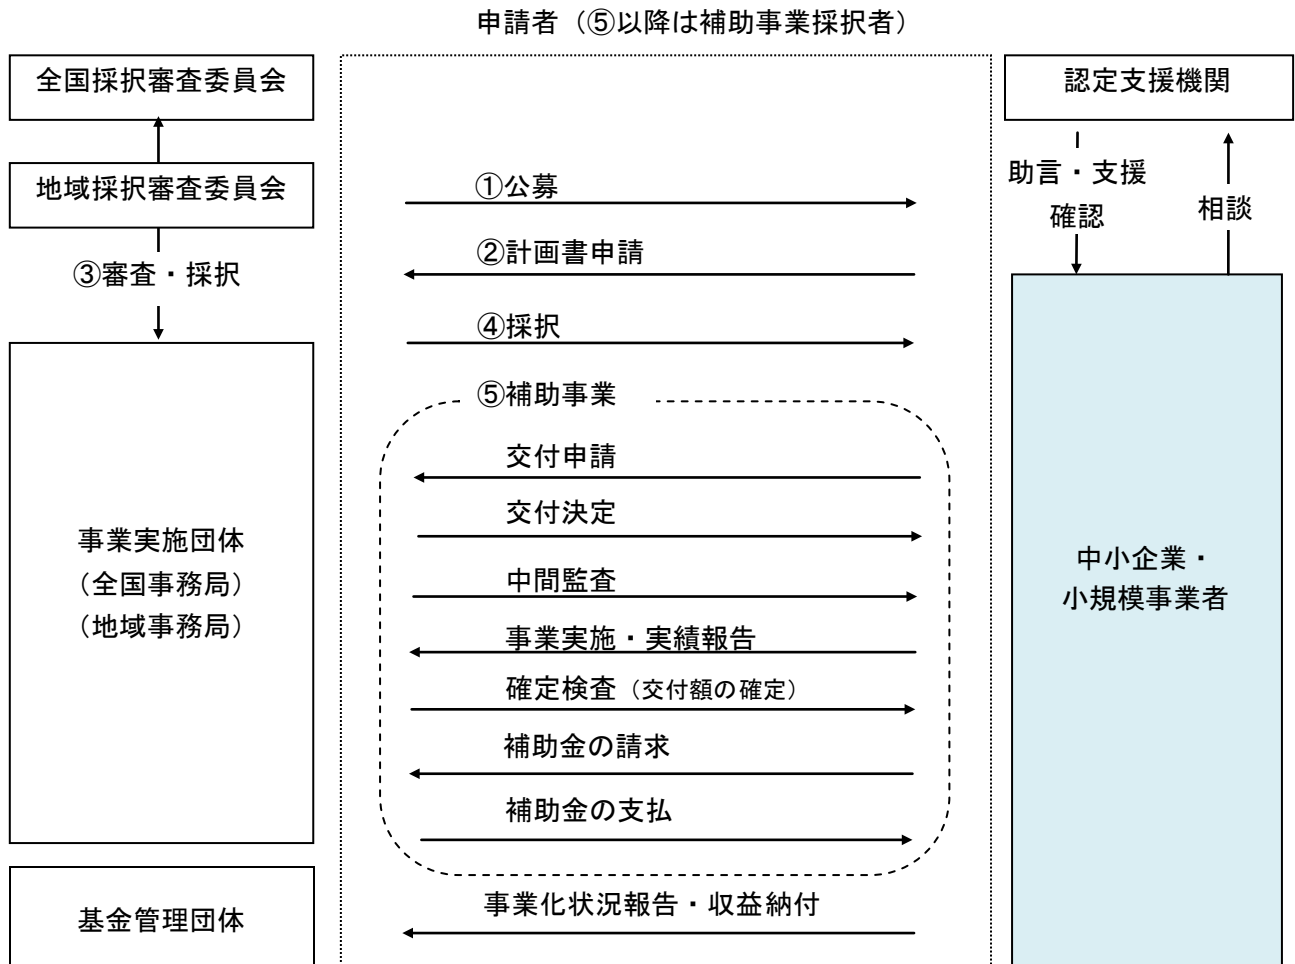 申請者（⑤以降は補助事業採択者）
全国採択審査委員会
地域採択審査委員会
③審査・採択
事業実施団体
（全国事務局）
（地域事務局）
基金管理団体
①公募
②計画書申請
④採択
⑤補助事業
交付申請
交付決定
中間監査
事業実施・実績報告
確定検査（交付額の確定）
補助金の請求
補助金の支払
事業化状況報告・収益納付
認定支援機関
助言・支援
確認
相談
中小企業・
小規模事業者